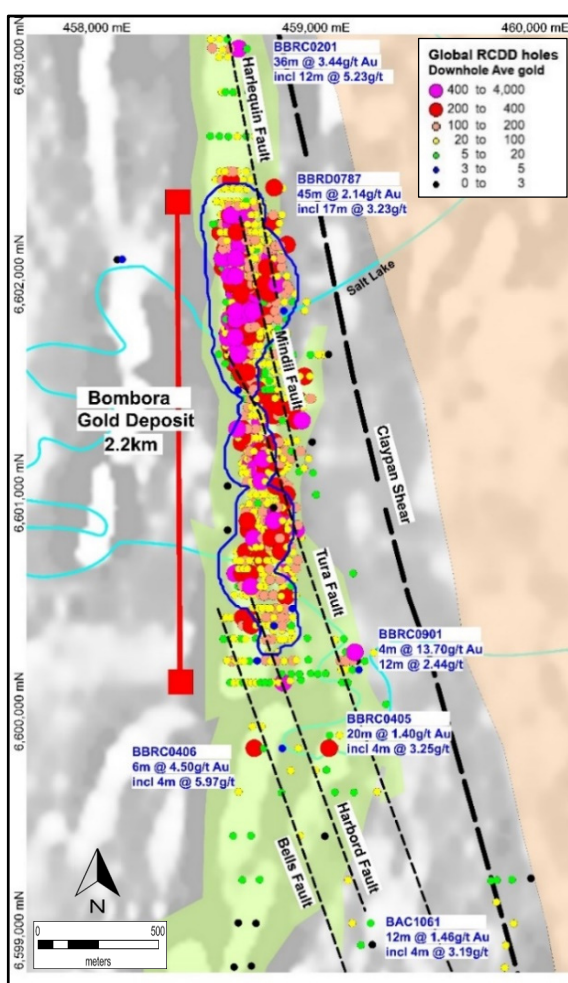 458,000 mE
459,000 mE
460,000 mE
6,603,000 mN
6,602,000 mN
6,601,000 mN
6,600,000 mN
6,599,000 mN
BBRC0201
36m @ 3.44g/t Au
incl 12m @ 5.23g/t
Harlequin Fault
Global RCDD holes
Downhole Ave gold
400 to 4,000
200 to 400
100 to 200
20 to 100
5 to 20
3 to 5
0 to 3
BBRD0787
45m @ 2.14g/t Au
incl 17m @ 3.23g/t
Salt Lake
Mindil Fault
Bombora
Gold Deposit
2.2km
Claypan Shear
Tura Fault
BBRC0901
4m @ 13.70g/t Au
12m @ 2.44g/t
BBRC0405
20m @ 1.40g/t Au
incl 4m @ 3.25g/t
BBRC0406
6m @ 4.50g/t Au
incl 4m @ 5.97g/t
Harbord Fault
Bells Fault
N
0 500
meters
BAC1061
12m @ 1.46g/t Au
incl 4m @ 3.19g/t